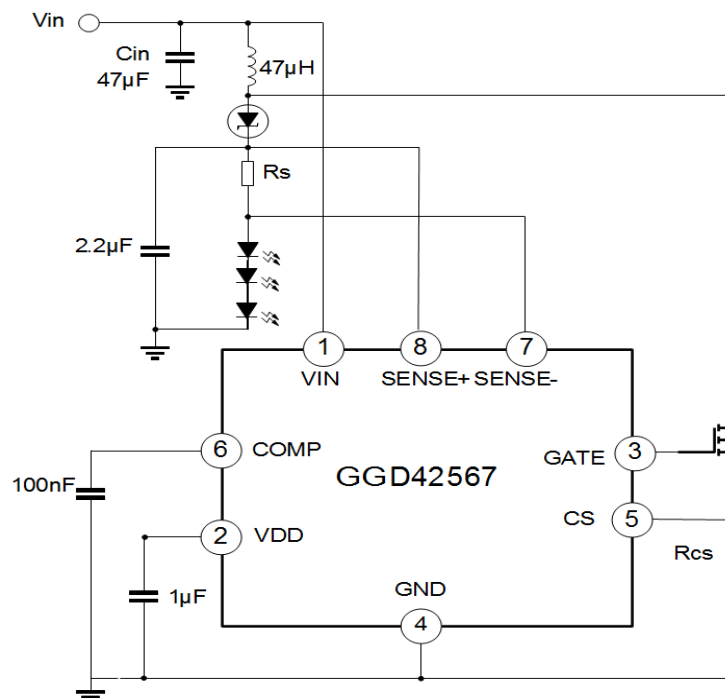 Vin
Cin
47µF
47µH
Rs
2.2µF
1
8
7
VIN
SENSE+
SENSE-
6
COMP
GGD42567
GATE
3
100nF
CS
5
2
VDD
Rcs
1µF
GND
4